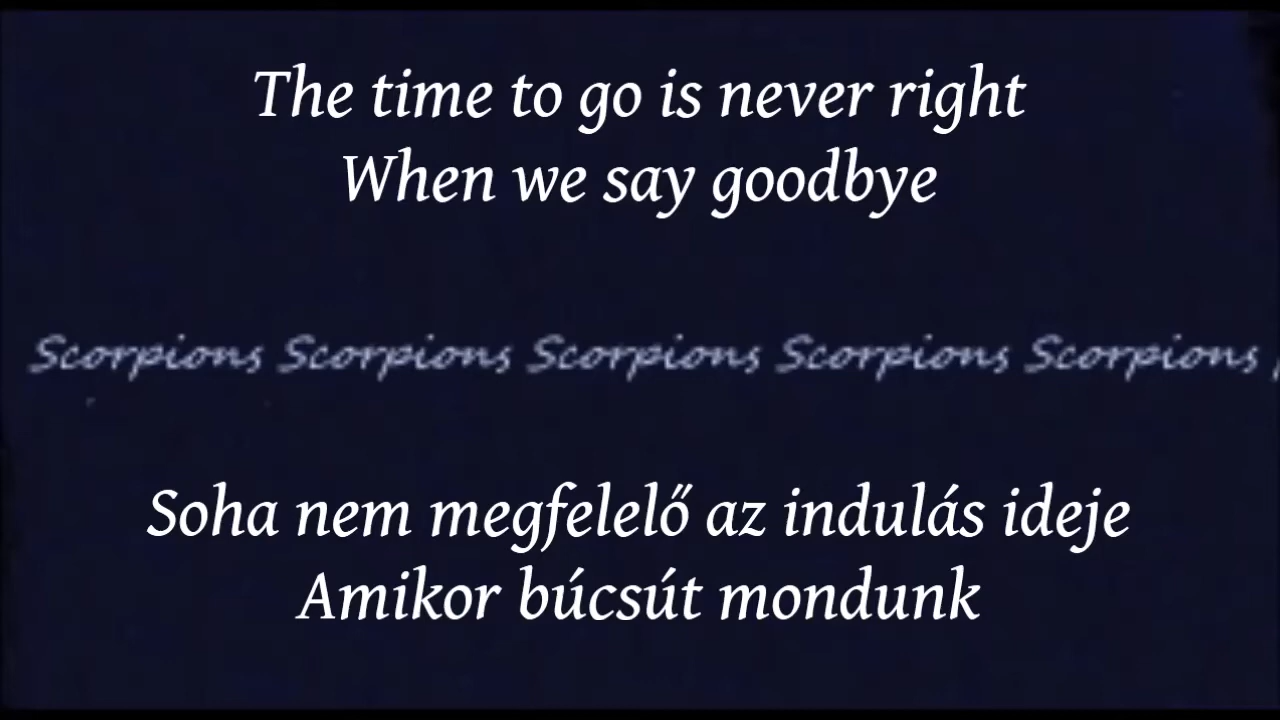 The time to go is never right
When we say goodbye
Scorpions Scorpions Scorpions Scorpions Scorpions
Soha nem megfelelő az indulás ideje
Amikor búcsút mondunk